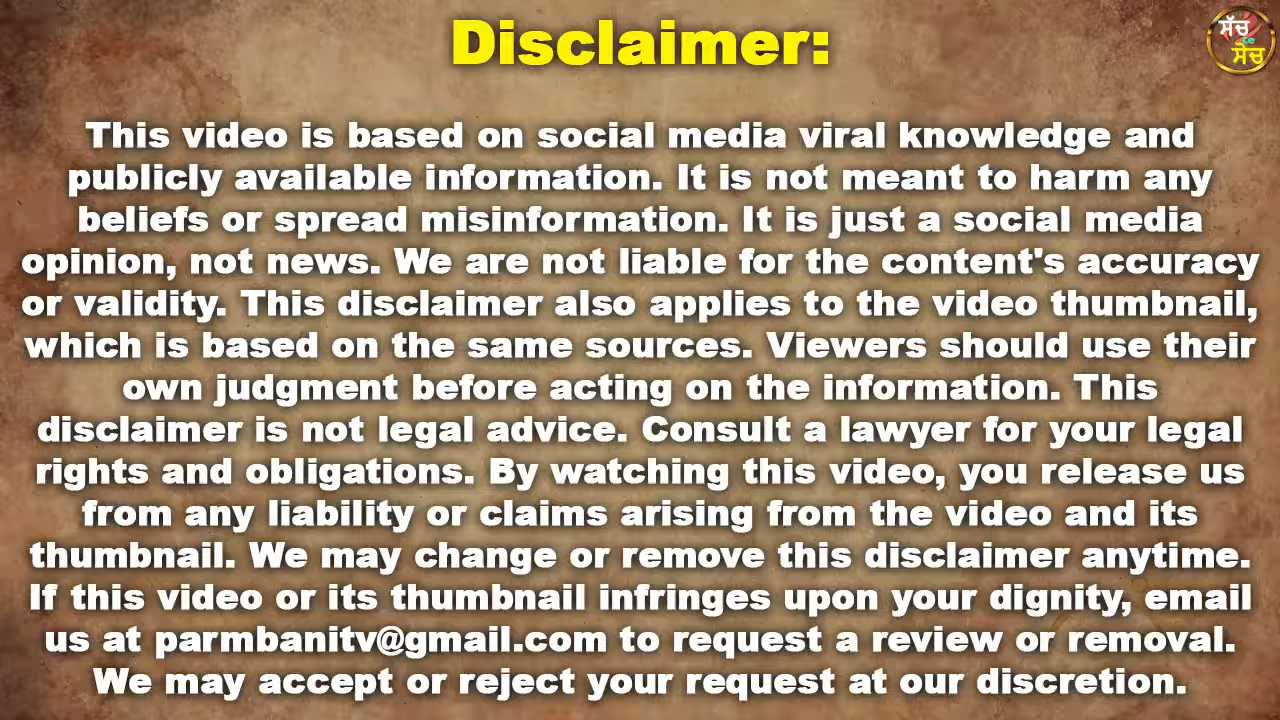 Disclaimer:
ਸੱਚ
ਤੇ
ਸੋਚ
This video is based on social media viral knowledge and
publicly available information. It is not meant to harm any
beliefs or spread misinformation. It is just a social media
opinion, not news. We are not liable for the content's accuracy
or validity. This disclaimer also applies to the video thumbnail,
which is based on the same sources. Viewers should use their
own judgment before acting on the information. This
disclaimer is not legal advice. Consult a lawyer for your legal
rights and obligations. By watching this video, you release us
from any liability or claims arising from the video and its
thumbnail. We may change or remove this disclaimer anytime.
If this video or its thumbnail infringes upon your dignity, email
us at parmbanitv@gmail.com to request a review or removal.
We may accept or reject your request at our discretion.